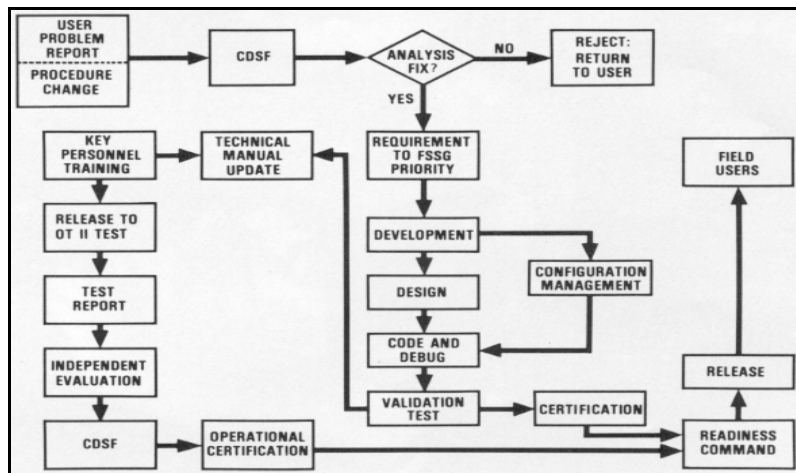 USER
PROBLEM
REPORT
PROCEDURE
CHANGE
CDSF
ANALYSIS
FIX?
NO
REJECT:
RETURN
TO USER
YES
KEY
PERSONNEL
TRAINING
TECHNICAL
MANUAL
UPDATE
REQUIREMENT
TO FSSG
PRIORITY
FIELD
USERS
RELEASE TO
OT II TEST
DEVELOPMENT
TEST
REPORT
DESIGN
CONFIGURATION
MANAGEMENT
INDEPENDENT
EVALUATION
CODE AND
DEBUG
RELEASE
VALIDATION
TEST
CERTIFICATION
CDSF
OPERATIONAL
CERTIFICATION
READINESS
COMMAND